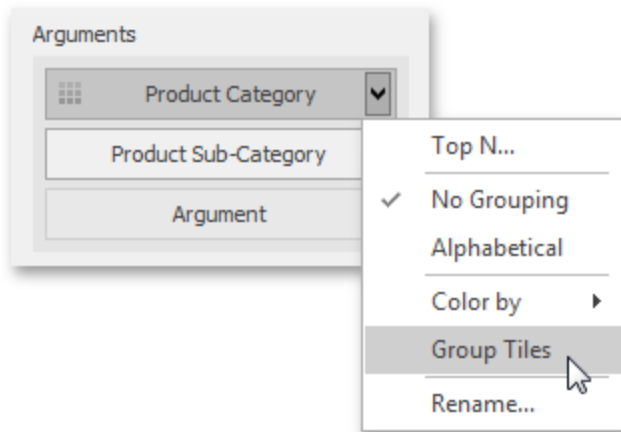 Arguments
Product Category
Product Sub-Category
Argument
Top N...
No Grouping
Alphabetical
Color by
Group Tiles
Rename...